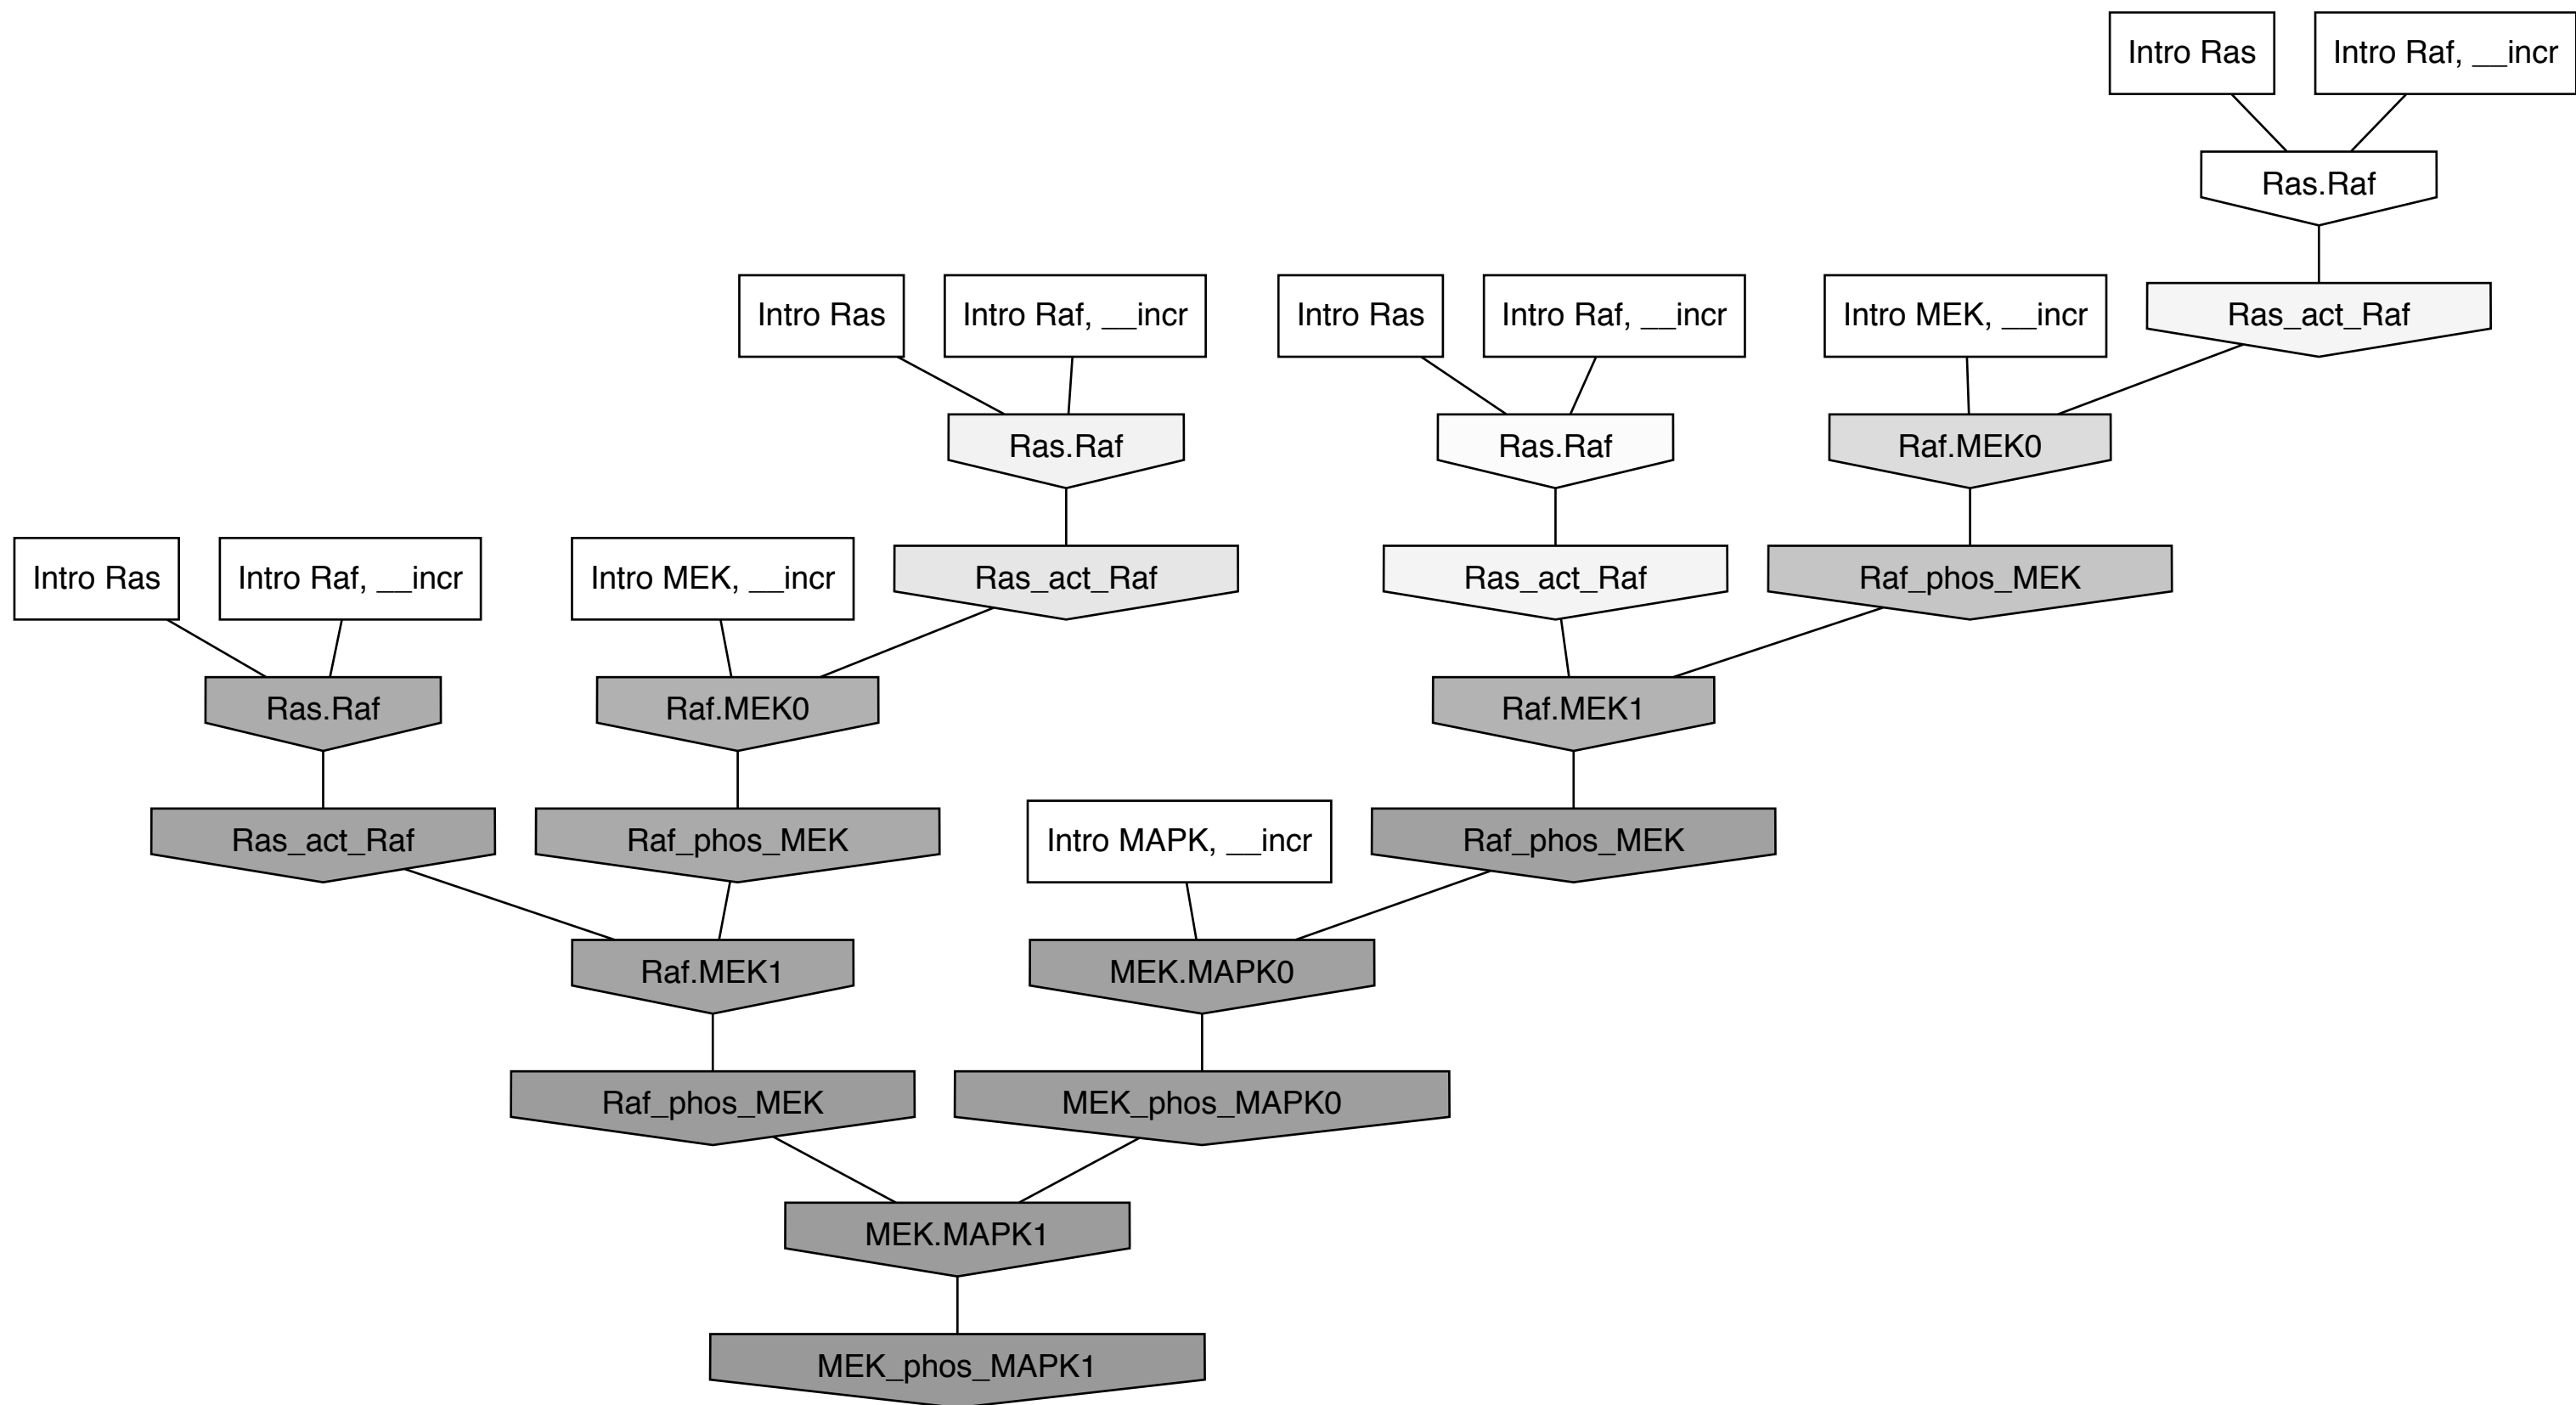 Intro Ras
Intro Raf, __incr
Ras.Raf
Intro Ras
Intro Raf, __incr
Intro Ras
Intro Raf, __incr
Intro MEK, __incr
Ras_act_Raf
Ras.Raf
Ras.Raf
Raf.MEK0
Intro Ras
Intro Raf, __incr
Intro MEK, __incr
Ras_act_Raf
Ras_act_Raf
Raf_phos_MEK
Ras.Raf
Raf.MEK0
Raf.MEK1
Ras_act_Raf
Raf_phos_MEK
Intro MAPK, __incr
Raf_phos_MEK
Raf.MEK1
MEK.MAPK0
Raf_phos_MEK
MEK_phos_MAPK0
MEK.MAPK1
MEK_phos_MAPK1